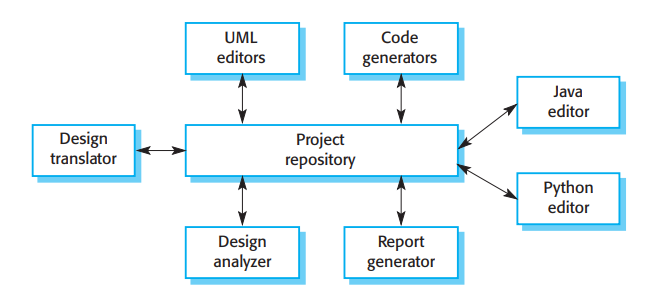 UML
editors
Code
generators
Java
editor
Design
translator
Project
repository
Python
editor
Design
analyzer
Report
generator